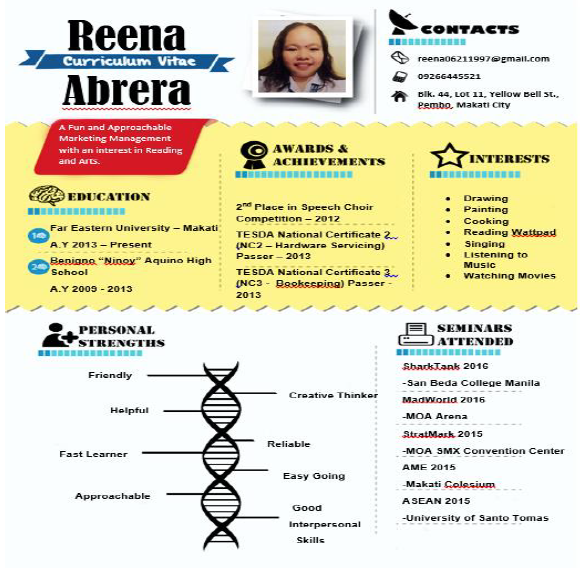 Reena
Curriculum Vitae
Abrera
CONTACTS
reena06211997@gmail.com
09266445521
Blk. 44, Lot 11, Yellow Bell St.,
Pembo, Makati City
A Fun and Approachable
Marketing Management
with an interest in Reading
and Arts.
EDUCATION
Far Eastern University – Makati
A.Y 2013 – Present
Benigno “Ninoy” Aquino High
School
A.Y 2009 - 2013
AWARDS &
ACHIEVEMENTS
2nd Place in Speech Choir
Competition – 2012
TESDA National Certificate 2
(NC2 – Hardware Servicing)
Passer – 2013
TESDA National Certificate 3
(NC3 - Bookeeping) Passer -
2013
INTERESTS
• Drawing
• Painting
• Cooking
• Reading Wattpad
• Singing
• Listening to
Music
• Watching Movies
PERSONAL
STRENGTHS
Friendly
Creative Thinker
Helpful
Reliable
Fast Learner
Easy Going
Approachable
Good
Interpersonal
Skills
SEMINARS
ATTENDED
SharkTank 2016
-San Beda College Manila
MadWorld 2016
-MOA Arena
StratMark 2015
-MOA SMX Convention Center
AME 2015
-Makati Colesium
ASEAN 2015
-University of Santo Tomas